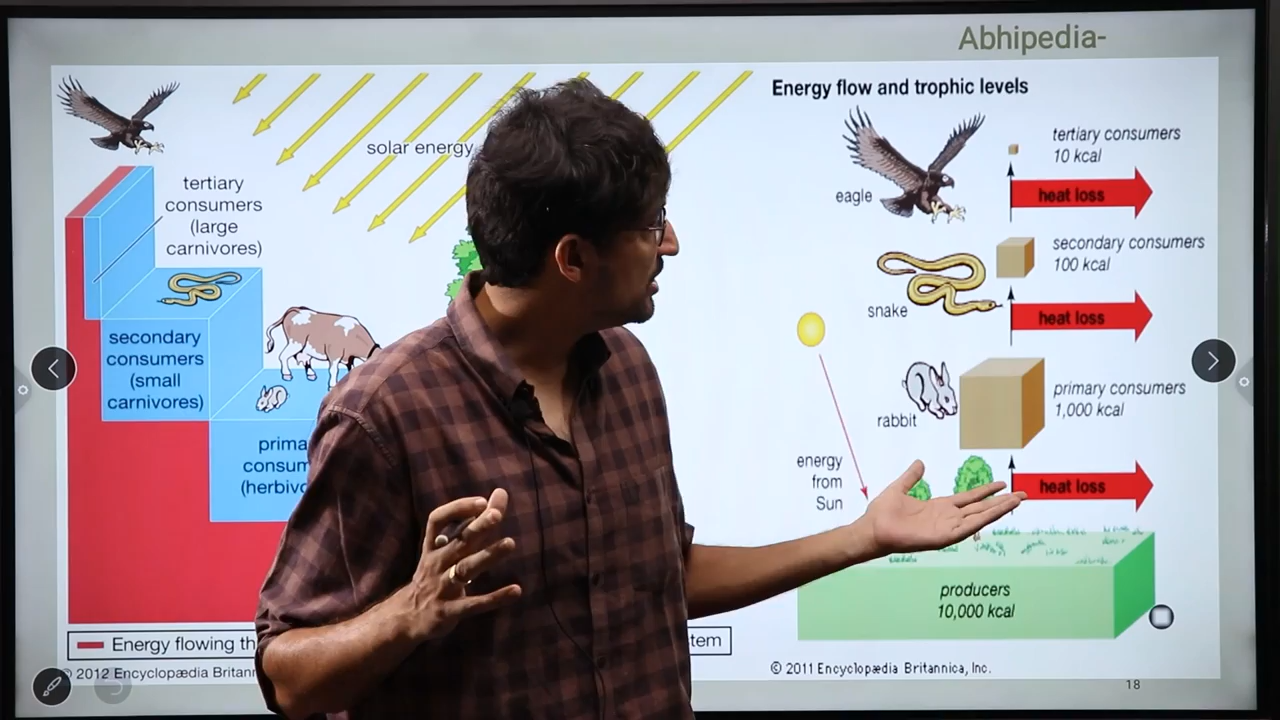 Abhipedia-
solar energy
tertiary
consumers
(large
carnivores)
secondary
consumers
(small
carnivores)
© 2012 Encyclopædia
Energy flow and trophic levels
tertiary consumers
10 kcal
heat loss
eagle
secondary consumers
100 kcal
heat loss
snake
primary consumers
1,000 kcal
heat loss
rabbit
energy
from
Sun
producers
10,000 kcal
© 2011 Encyclopædia Britannica, Inc.
18
Energy flowing